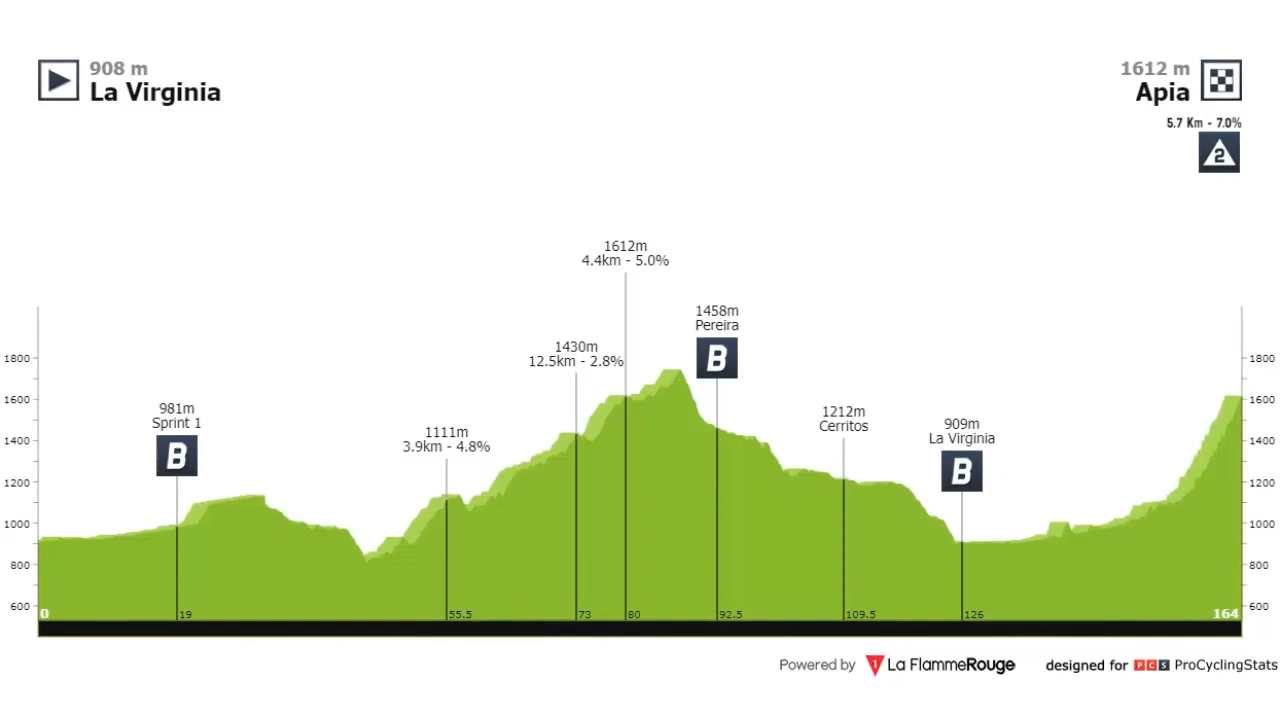 908 m
La Virginia
1612 m
Apia
5.7 Km - 7.0%
2
1612m
4.4km - 5.0%
1458m
Pereira
B
1430m
12.5km - 2.8%
981m
Sprint 1
B
1111m
3.9km - 4.8%
1212m
Cerritos
909m
La Virginia
B
1800
1600
1400
1200
1000
800
600
1800
1600
1400
1200
1000
800
600
0
19
55.5
73
80
92.5
109.5
126
164
Powered by 1 La FlammeRouge
designed for PCS ProCyclingStats